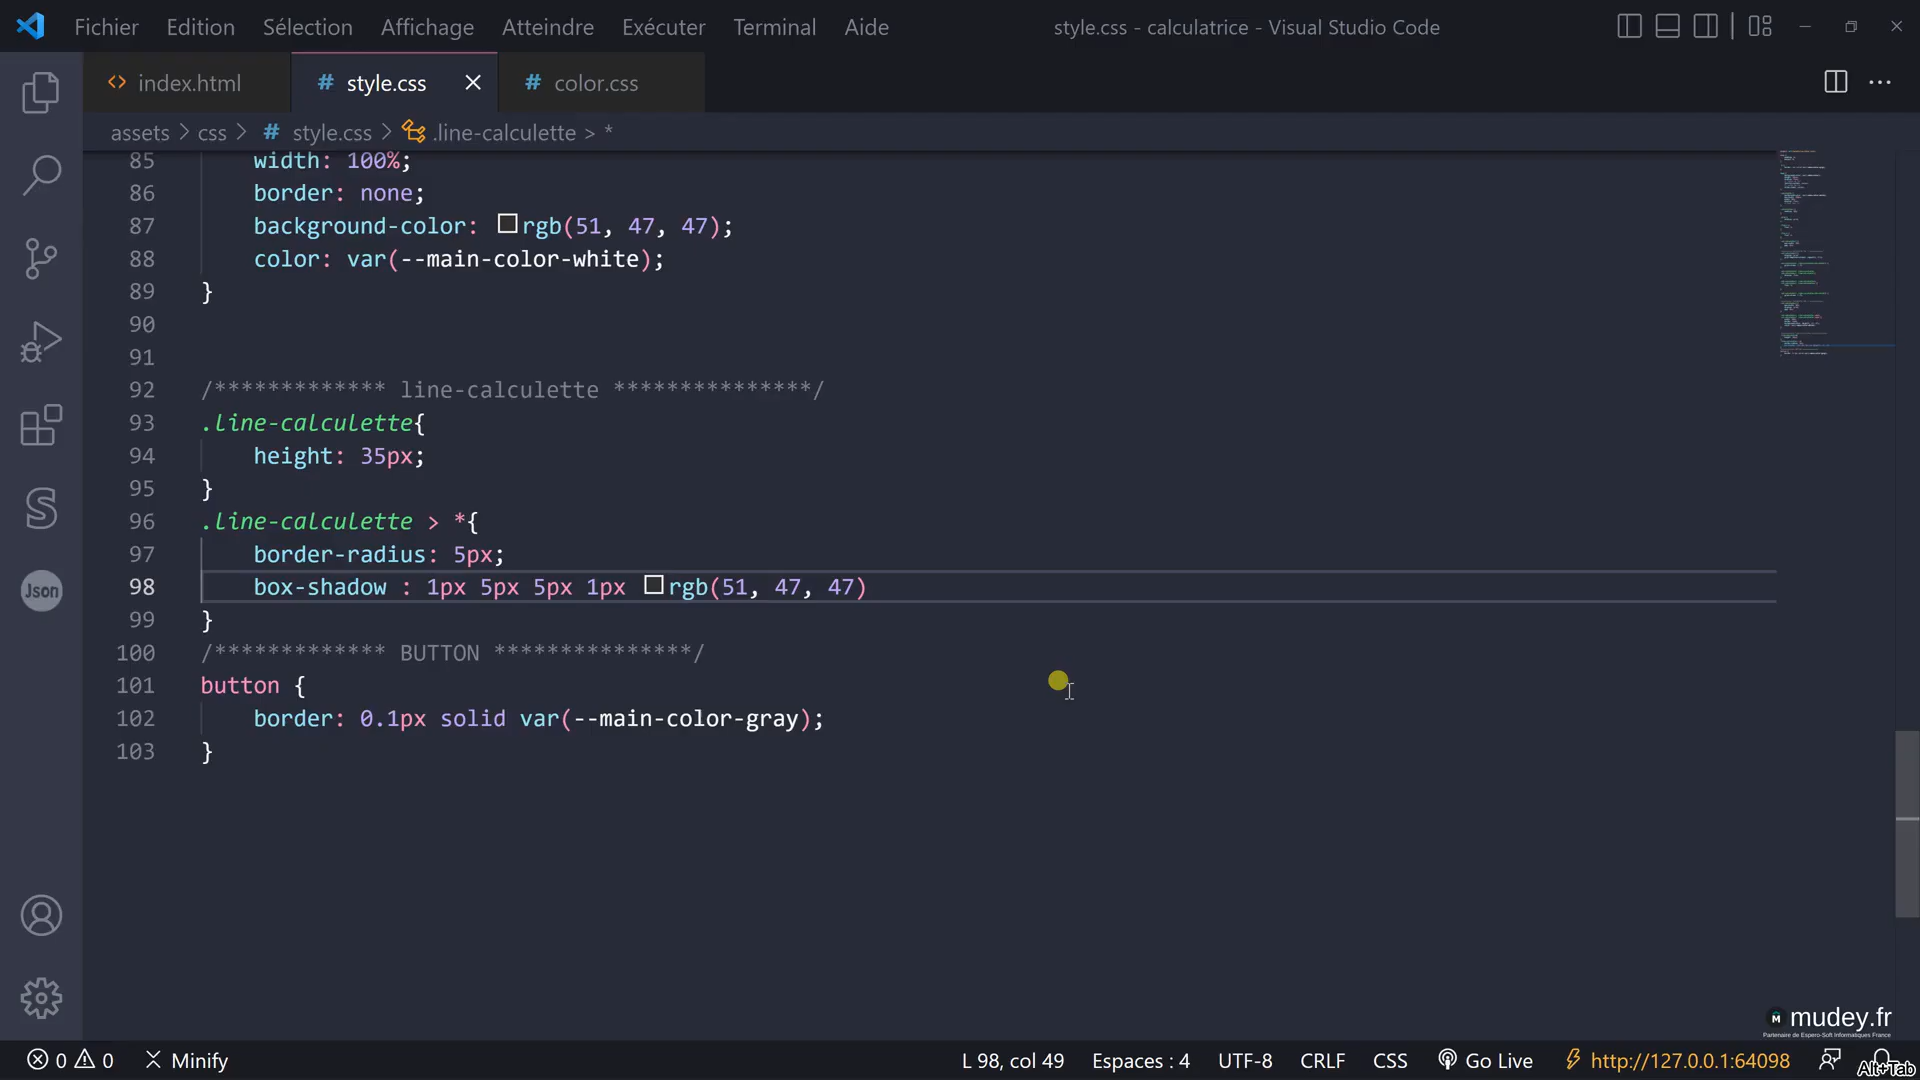 Fichier Edition Sélection Affichage Atteindre Exécuter Terminal Aide style.css - calculatrice - Visual Studio Code
<> index.html # style.css # color.css
assets > css > # style.css > .line-calculette > *
85 width: 100%;
86 border: none;
87 background-color: rgb(51, 47, 47);
88 color: var(--main-color-white);
89 }
90
91
92 /************* line-calculette ***************/
93 .line-calculette{
94 height: 35px;
95 }
96 .line-calculette > *{
97 border-radius: 5px;
98 box-shadow : 1px 5px 5px 1px rgb(51, 47, 47)
99 }
100 /************* BUTTON ***************/
101 button {
102 border: 0.1px solid var(--main-color-gray);
103 }
Json
mudey.fr
Partenaire de Espero-Soft Informatiques France
0 0 Minify L 98, col 49 Espaces : 4 UTF-8 CRLF CSS Go Live http://127.0.0.1:64098
Alt+Tab